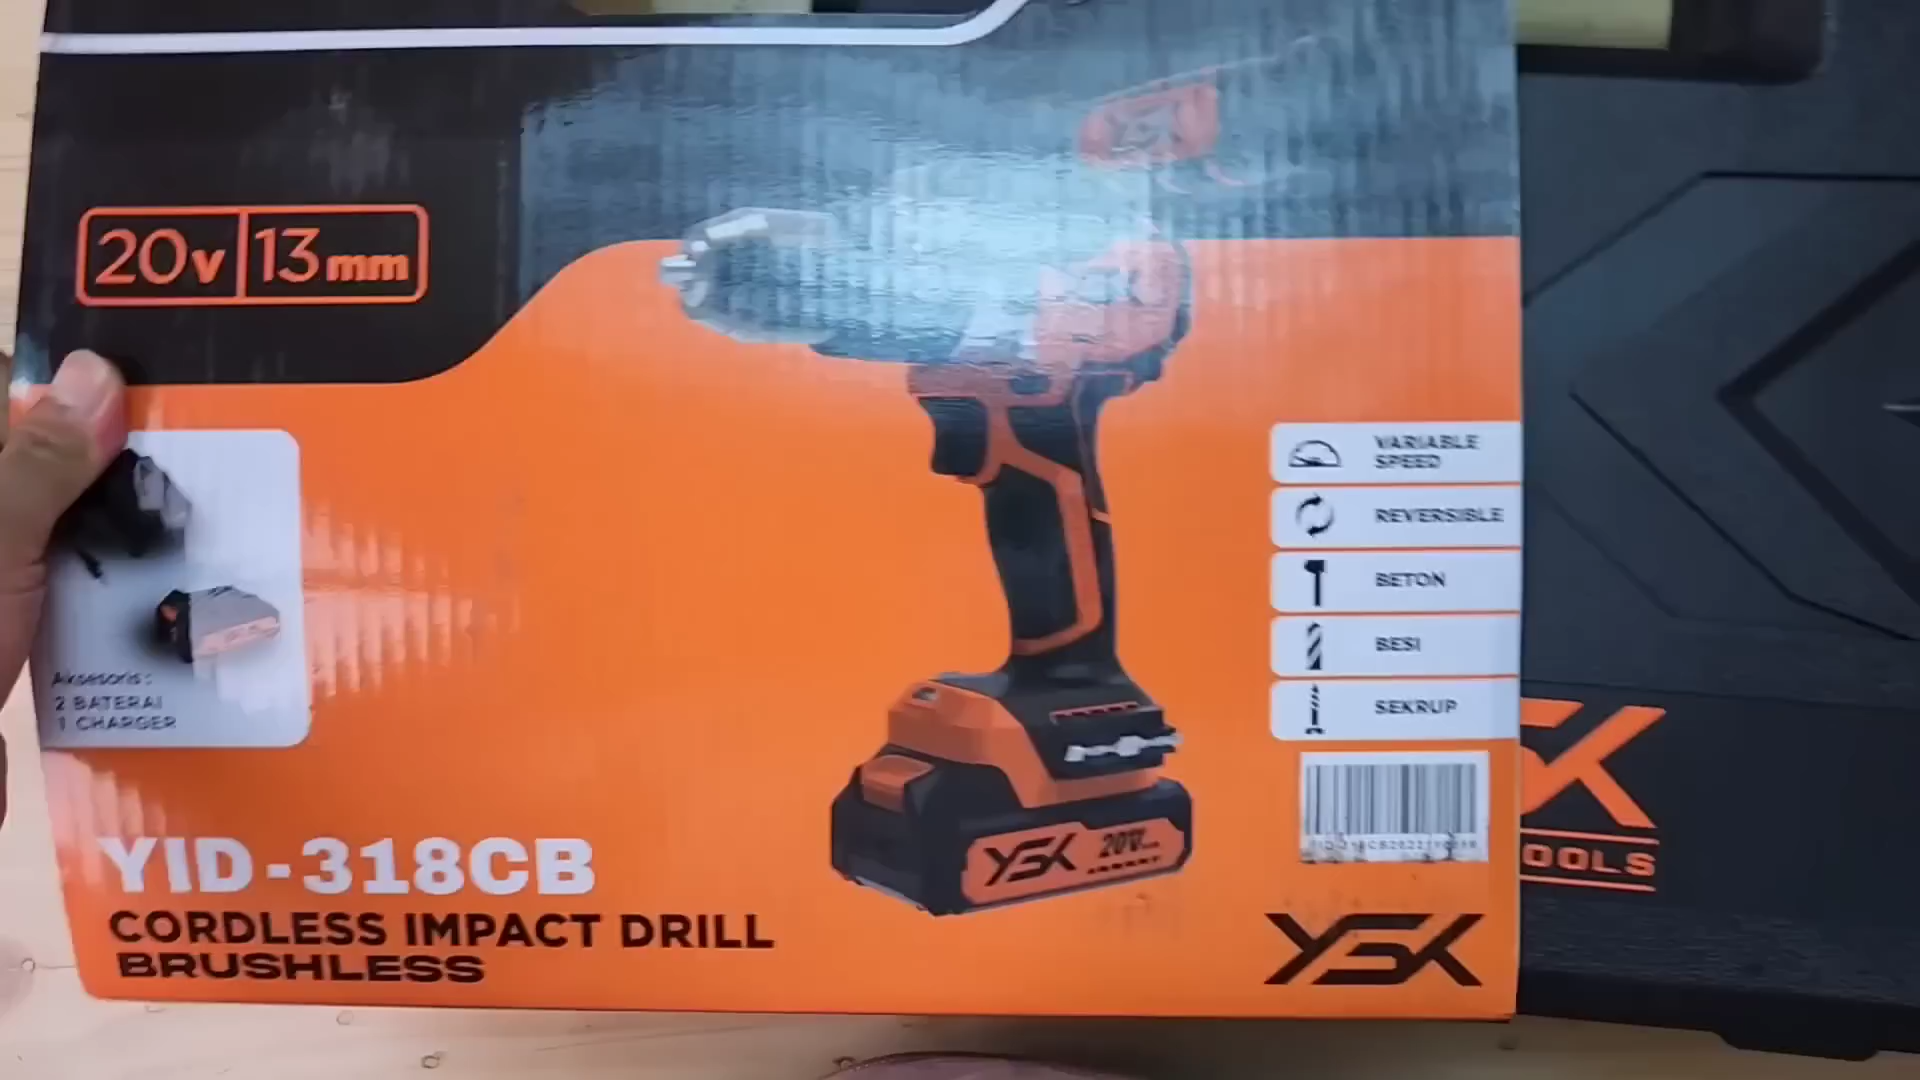 20v 13mm
VARIABLE
SPEED
REVERSIBLE
BETON
BESI
SEKRUP
Aksesoris :
2 BATERAI
1 CHARGER
YSK 20V
YID-318CB
CORDLESS IMPACT DRILL
BRUSHLESS
YSK
SK
OOLS